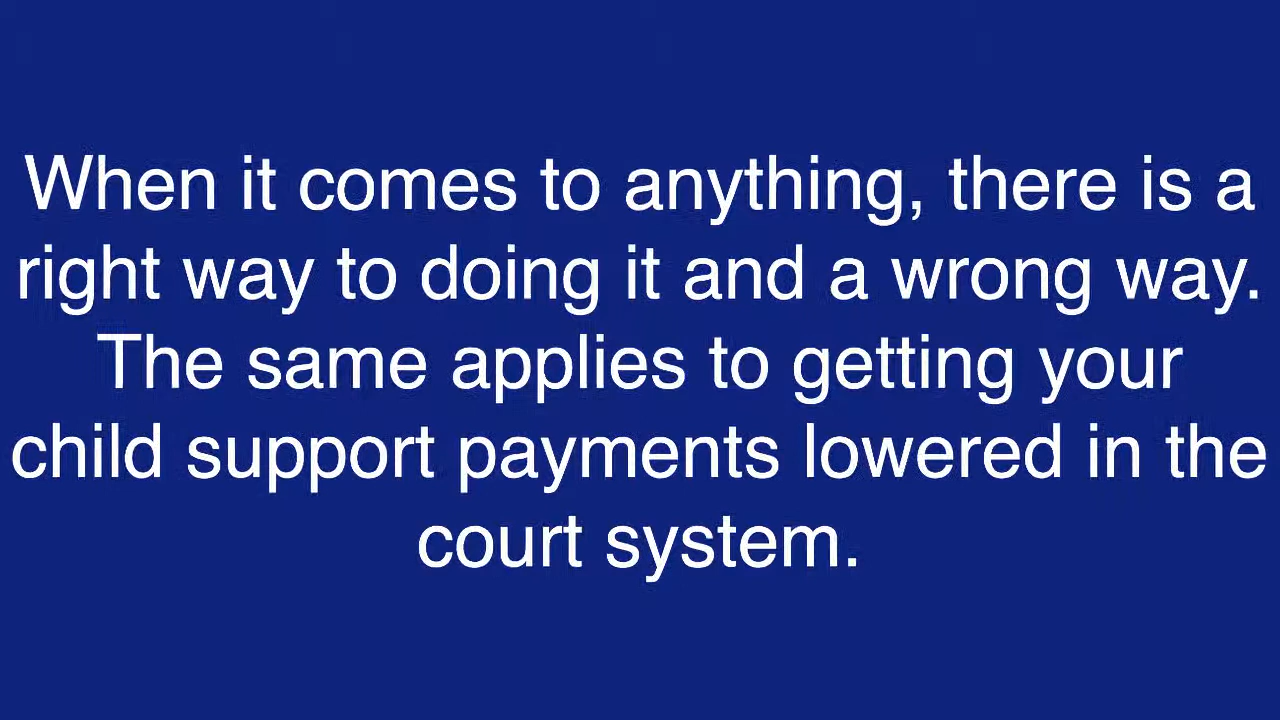 When it comes to anything, there is a
right way to doing it and a wrong way.
The same applies to getting your
child support payments lowered in the
court system.